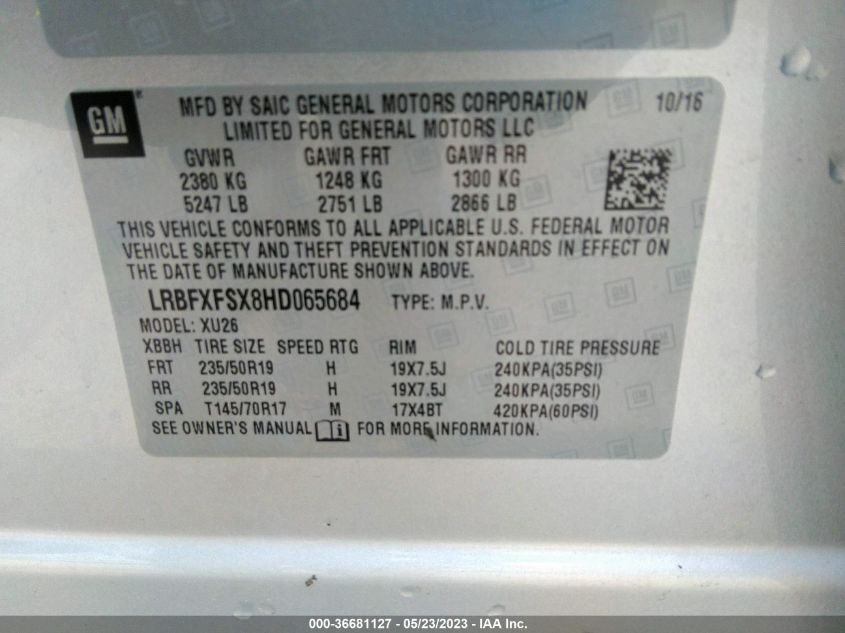 GM
MFD BY SAIC GENERAL MOTORS CORPORATION 10/16
LIMITED FOR GENERAL MOTORS LLC
GVWR GAWR FRT GAWR RR
2380 KG 1248 KG 1300 KG
5247 LB 2751 LB 2866 LB
THIS VEHICLE CONFORMS TO ALL APPLICABLE U.S. FEDERAL MOTOR
VEHICLE SAFETY AND THEFT PREVENTION STANDARDS IN EFFECT ON
THE DATE OF MANUFACTURE SHOWN ABOVE.
LRBFXFSX8HD065684 TYPE: M.P.V.
MODEL: XU26
XBBH TIRE SIZE SPEED RTG RIM COLD TIRE PRESSURE
FRT 235/50R19 H 19X7.5J 240KPA(35PSI)
RR 235/50R19 H 19X7.5J 240KPA(35PSI)
SPA T145/70R17 M 17X4BT 420KPA(60PSI)
SEE OWNER'S MANUAL FOR MORE INFORMATION.
000-36681127 - 05/23/2023 - IAA Inc.